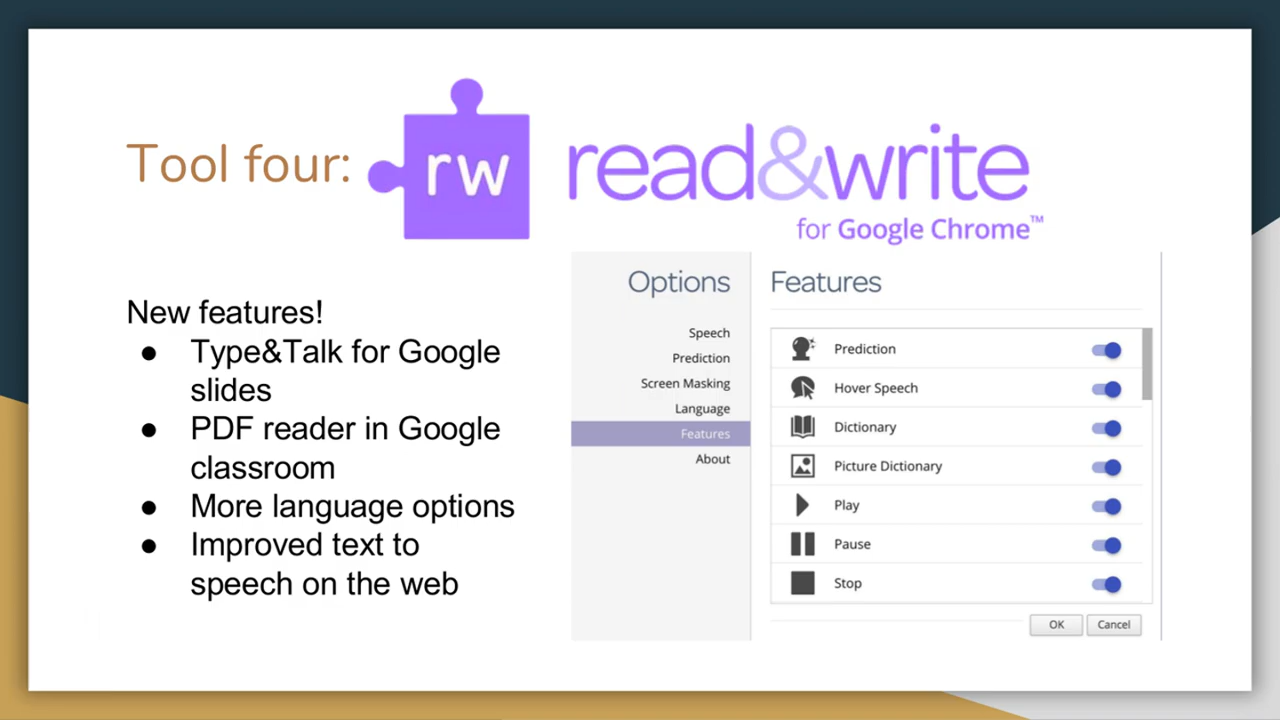 Tool four:
rw
read&write
for Google Chrome™
New features!
● Type&Talk for Google
slides
● PDF reader in Google
classroom
● More language options
● Improved text to
speech on the web
Options
Speech
Prediction
Screen Masking
Language
Features
About
Features
Prediction
Hover Speech
Dictionary
Picture Dictionary
Play
Pause
Stop
OK
Cancel